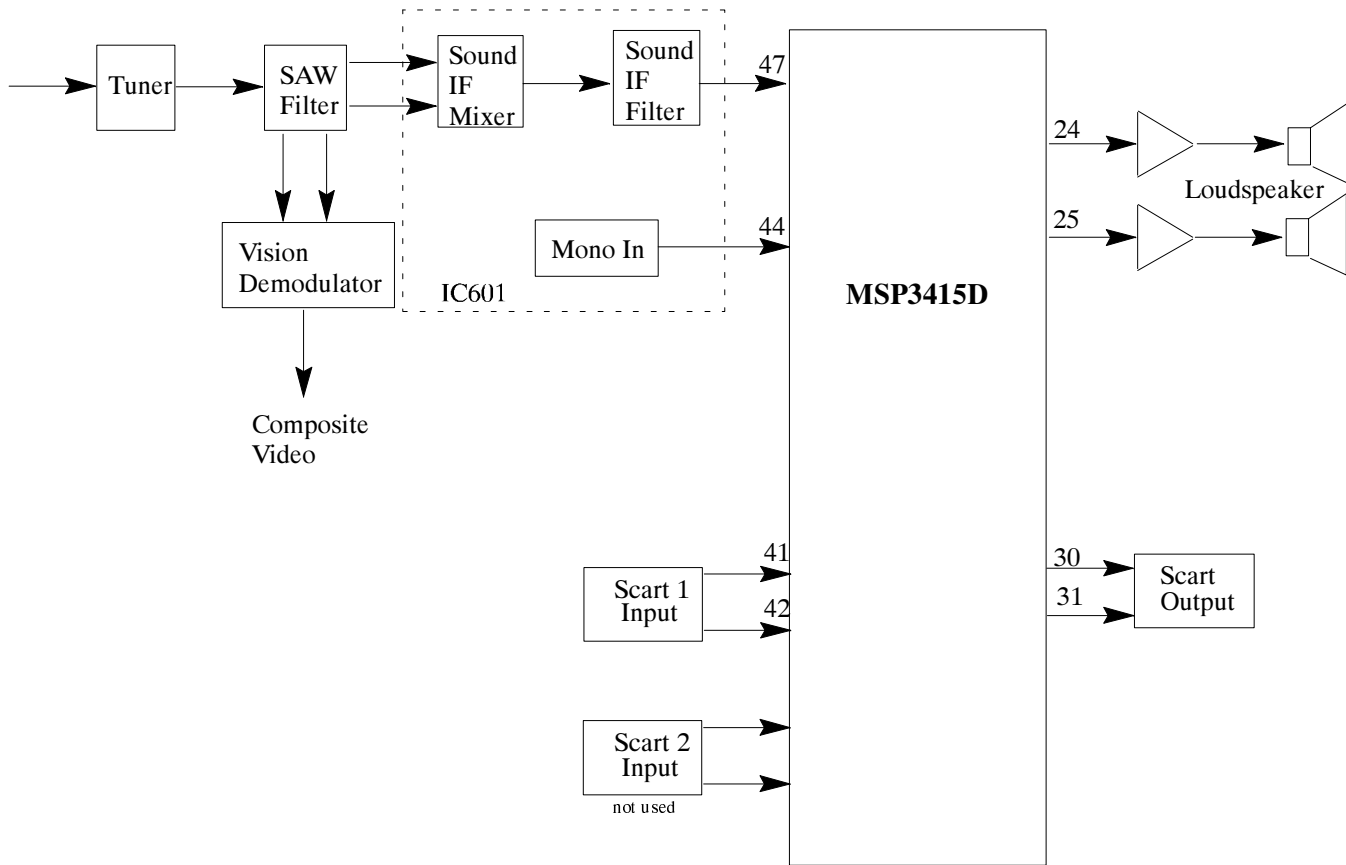 Tuner
SAW
Filter
Sound
IF
Mixer
Sound
IF
Filter
47
24
Loudspeaker
25
44
Mono In
Vision
Demodulator
IC601
MSP3415D
Composite
Video
41
Scart 1
Input
42
30
31
Scart
Output
Scart 2
Input
not used